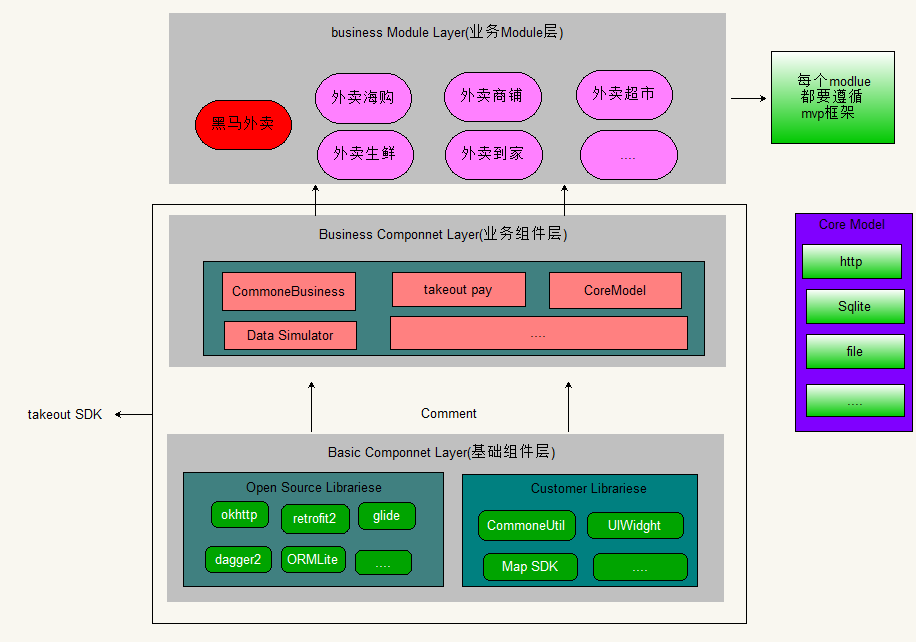 business Module Layer(业务Module层)
黑马外卖
外卖海购
外卖商铺
外卖超市
外卖生鲜
外卖到家
....
每个modlue
都要遵循
mvp框架
Business Componnet Layer(业务组件层)
CommoneBusiness
takeout pay
CoreModel
Data Simulator
....
Core Model
http
Sqlite
file
....
takeout SDK
Comment
Basic Componnet Layer(基础组件层)
Open Source Librariese
okhttp
retrofit2
glide
dagger2
ORMLite
....
Customer Librariese
CommoneUtil
UIWidght
Map SDK
....